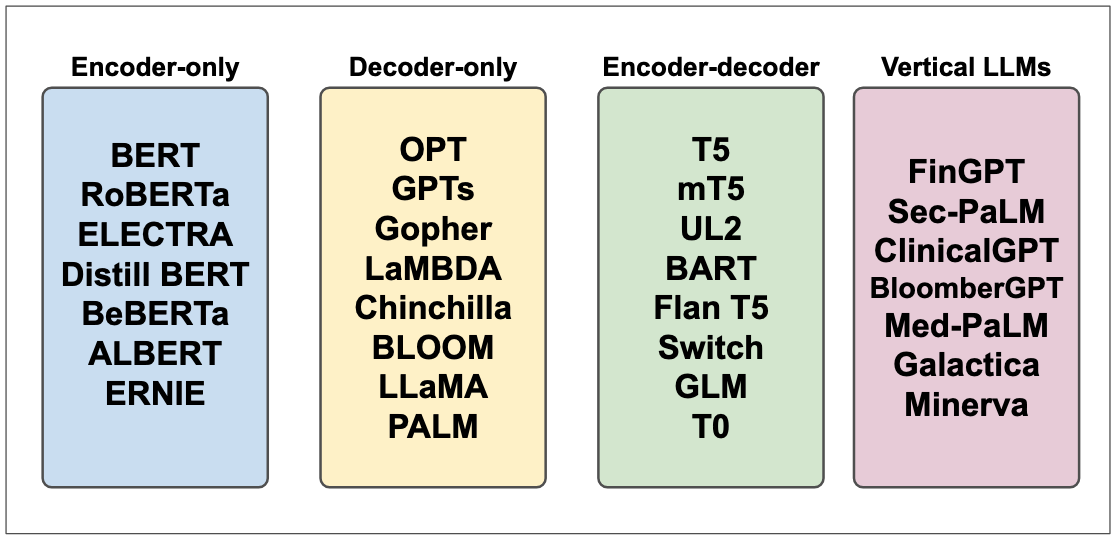 Encoder-only
BERT
RoBERTa
ELECTRA
Distill BERT
BeBERTa
ALBERT
ERNIE
Decoder-only
OPT
GPTs
Gopher
LaMBDA
Chinchilla
BLOOM
LLaMA
PALM
Encoder-decoder
T5
mT5
UL2
BART
Flan T5
Switch
GLM
T0
Vertical LLMs
FinGPT
Sec-PaLM
ClinicalGPT
BloomberGPT
Med-PaLM
Galactica
Minerva